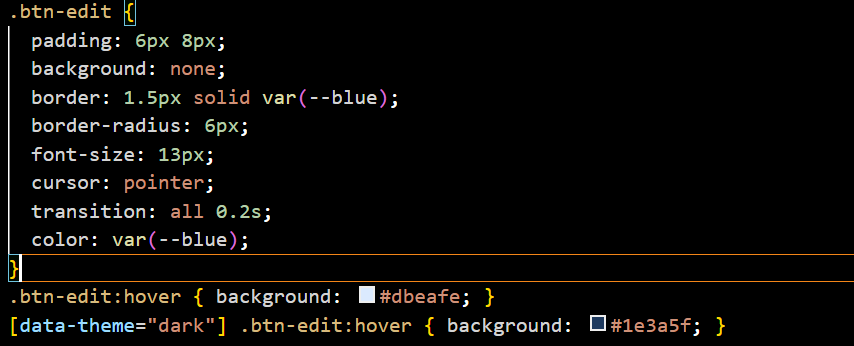 .btn-edit {
  padding: 6px 8px;
  background: none;
  border: 1.5px solid var(--blue);
  border-radius: 6px;
  font-size: 13px;
  cursor: pointer;
  transition: all 0.2s;
  color: var(--blue);
}
.btn-edit:hover { background: #dbeafe; }
[data-theme="dark"] .btn-edit:hover { background: #1e3a5f; }